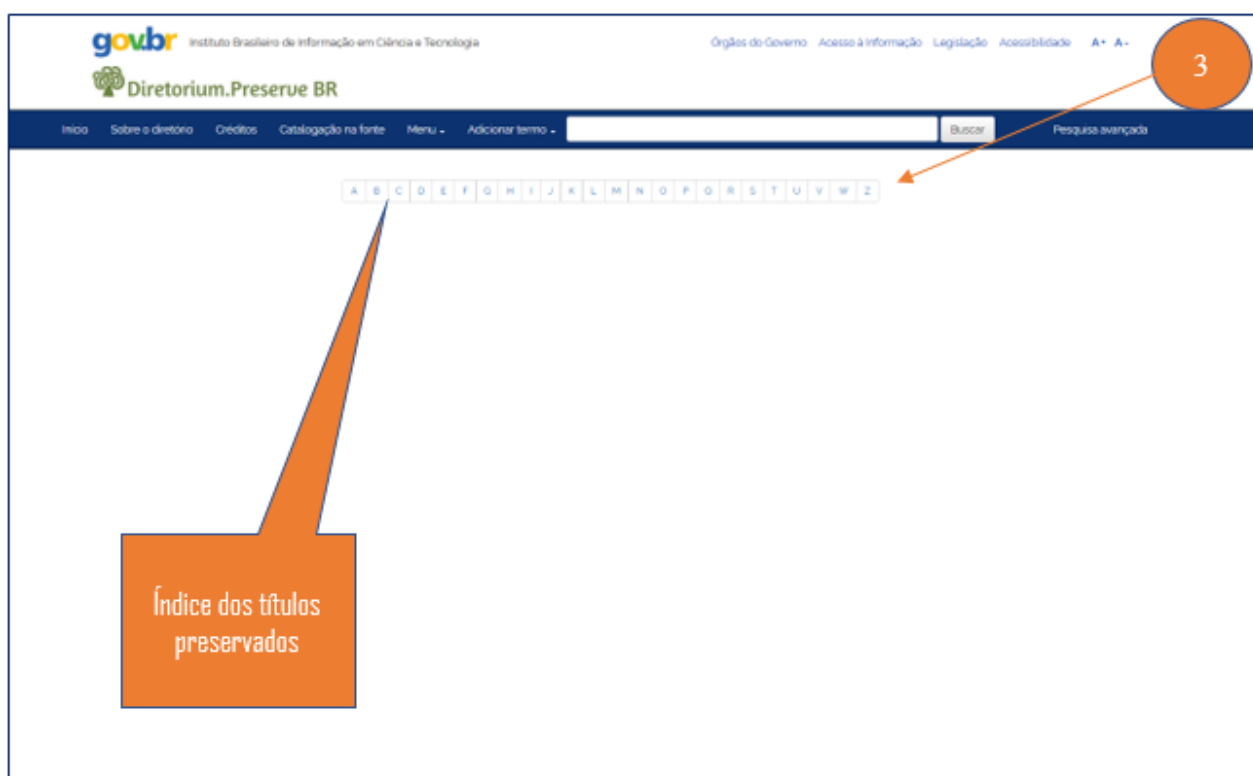 gov.br Instituto Brasileiro de Informação em Ciência e Tecnologia Órgãos do Governo Acesso à Informação Legislação Acessibilidade A+ A-
3
Diretorium.Preserve BR
Início Sobre o diretório Créditos Catalogação na fonte Menu Adicionar termo Buscar Pesquisa avançada
A B C D E F G H I J K L M N O P Q R S T U V W Z
Índice dos títulos
preservados